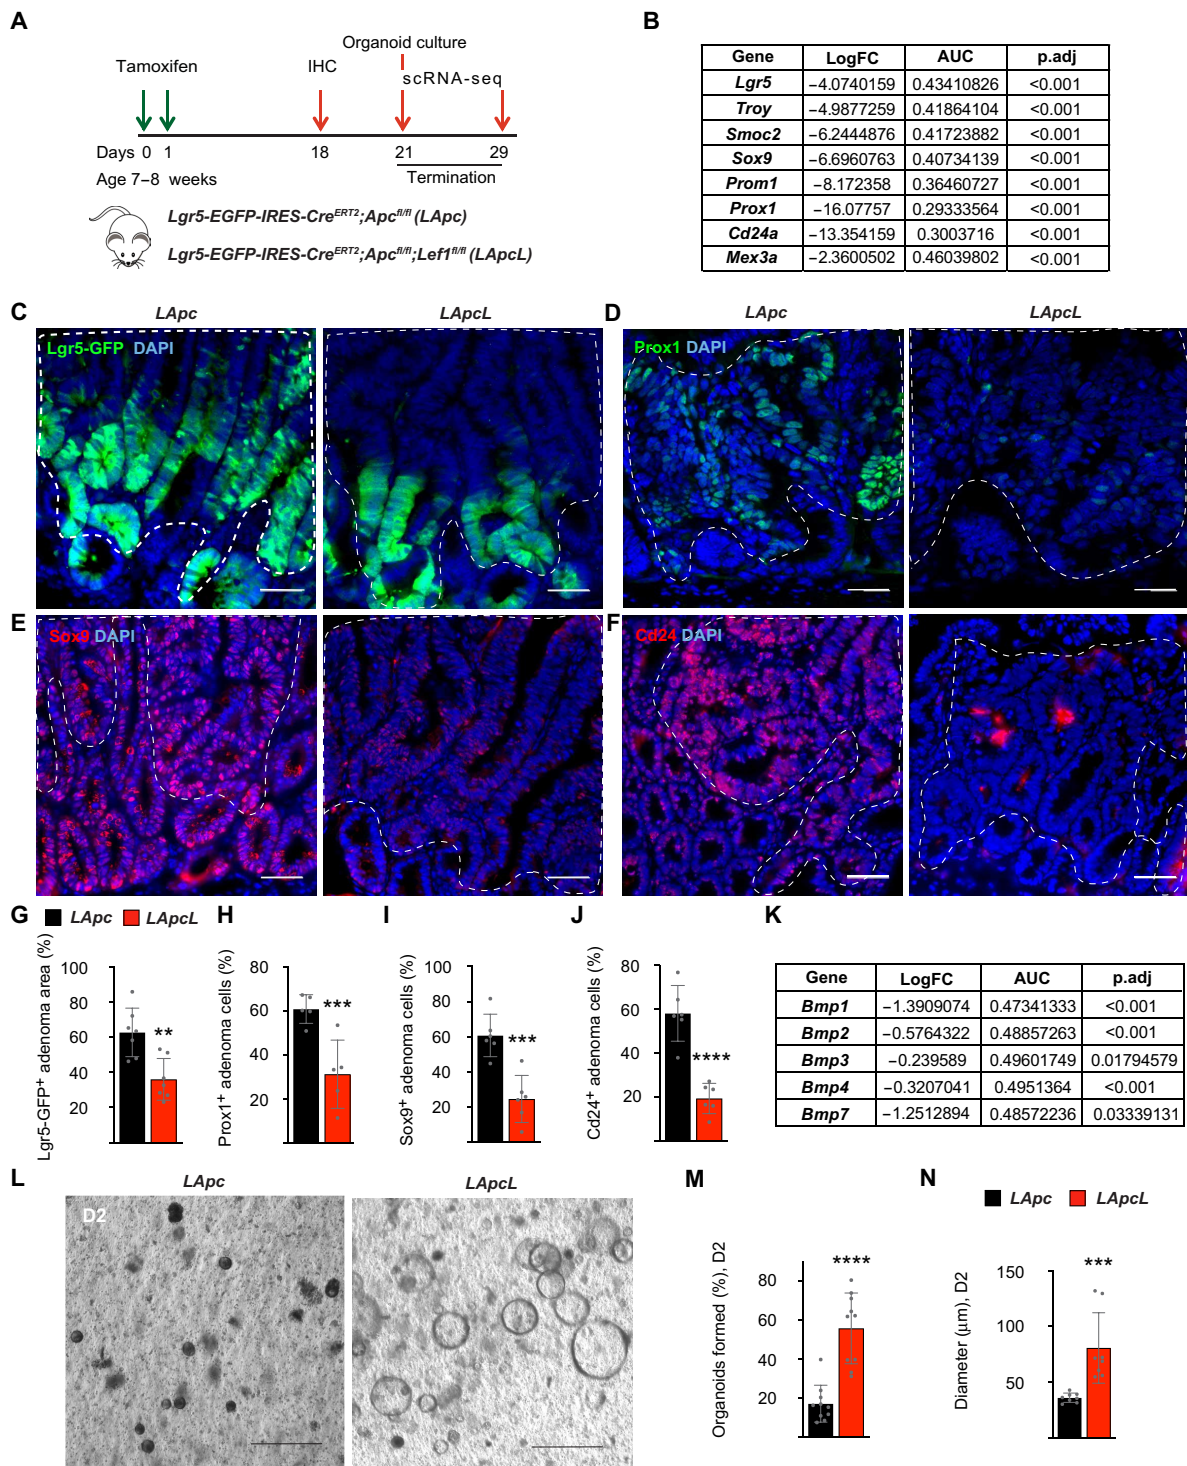 A
Organoid culture
Tamoxifen
IHC
scRNA-seq
Days 0 1 18 21 29
Age 7–8 weeks
Termination
Lgr5-EGFP-IRES-Cre^ERT2;Apc^fl/fl (LApc)
Lgr5-EGFP-IRES-Cre^ERT2;Apc^fl/fl;Lef1^fl/fl (LApcL)
B
Gene LogFC AUC p.adj
Lgr5 −4.0740159 0.43410826 <0.001
Troy −4.9877259 0.41864104 <0.001
Smoc2 −6.2444876 0.41723882 <0.001
Sox9 −6.6960763 0.40734139 <0.001
Prom1 −8.172358 0.36460727 <0.001
Prox1 −16.07757 0.29333564 <0.001
Cd24a −13.354159 0.3003716 <0.001
Mex3a −2.3600502 0.46039802 <0.001
C
LApc LApcL
Lgr5-GFP DAPI
D
LApc LApcL
Prox1 DAPI
E
Sox9 DAPI
F
Cd24 DAPI
G
LApc LApcL
Lgr5-GFP+ adenoma area (%)
100
80
60
40
20
**
H
Prox1+ adenoma cells (%)
80
60
40
20
***
I
Sox9+ adenoma cells (%)
100
80
60
40
20
***
J
Cd24+ adenoma cells (%)
80
60
40
20
****
K
Gene LogFC AUC p.adj
Bmp1 −1.3909074 0.47341333 <0.001
Bmp2 −0.5764322 0.48857263 <0.001
Bmp3 −0.239589 0.49601749 0.01794579
Bmp4 −0.3207041 0.4951364 <0.001
Bmp7 −1.2512894 0.48572236 0.03339131
L
LApc LApcL
D2
M
Organoids formed (%), D2
80
60
40
20
****
N
LApc LApcL
Diameter (μm), D2
150
100
50
***